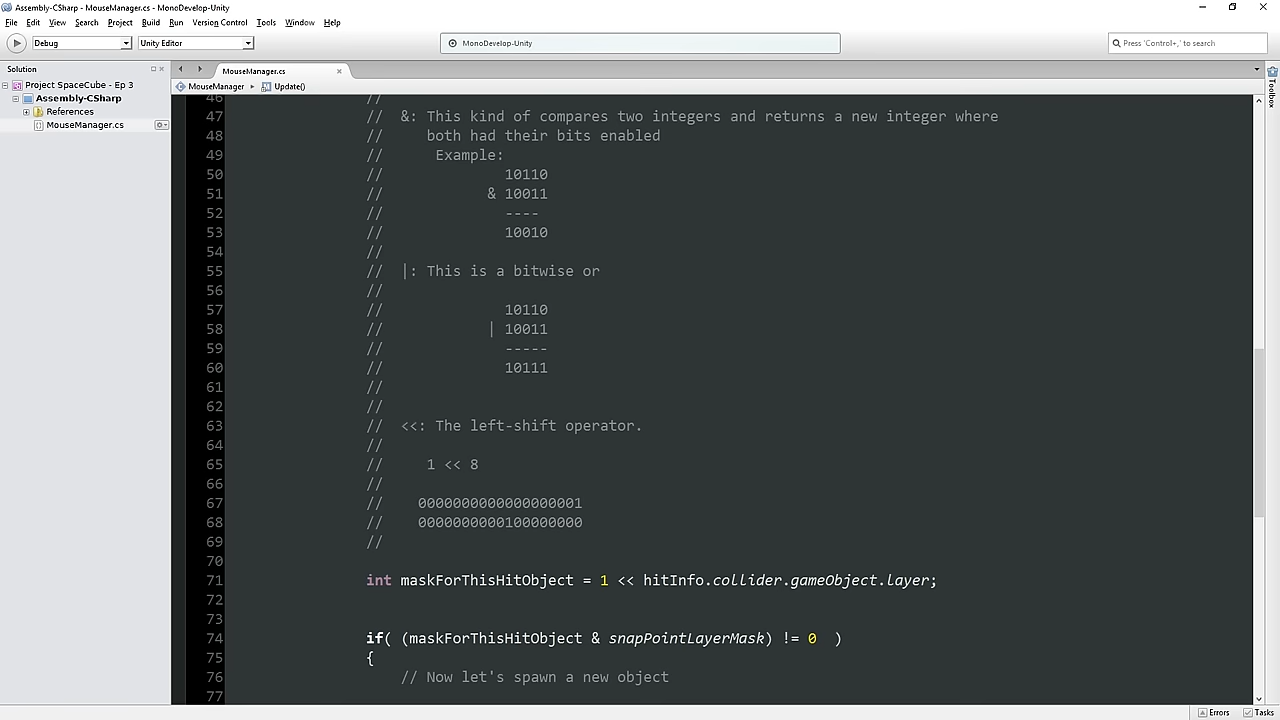 Assembly-CSharp - MouseManager.cs - MonoDevelop-Unity
File Edit View Search Project Build Run Version Control Tools Window Help
Debug Unity Editor MonoDevelop-Unity Press 'Control+,' to search
Solution
MouseManager.cs
Project SpaceCube - Ep 3
MouseManager Update()
Assembly-CSharp
References
MouseManager.cs
Toolbox
46 //
47 // &: This kind of compares two integers and returns a new integer where
48 // both had their bits enabled
49 // Example:
50 // 10110
51 // & 10011
52 // ----
53 // 10010
54 //
55 // |: This is a bitwise or
56 //
57 // 10110
58 // | 10011
59 // -----
60 // 10111
61 //
62 //
63 // <<: The left-shift operator.
64 //
65 // 1 << 8
66 //
67 // 0000000000000000001
68 // 0000000000100000000
69 //
70
71 int maskForThisHitObject = 1 << hitInfo.collider.gameObject.layer;
72
73
74 if( (maskForThisHitObject & snapPointLayerMask) != 0 )
75 {
76 // Now let's spawn a new object
77
Errors Tasks